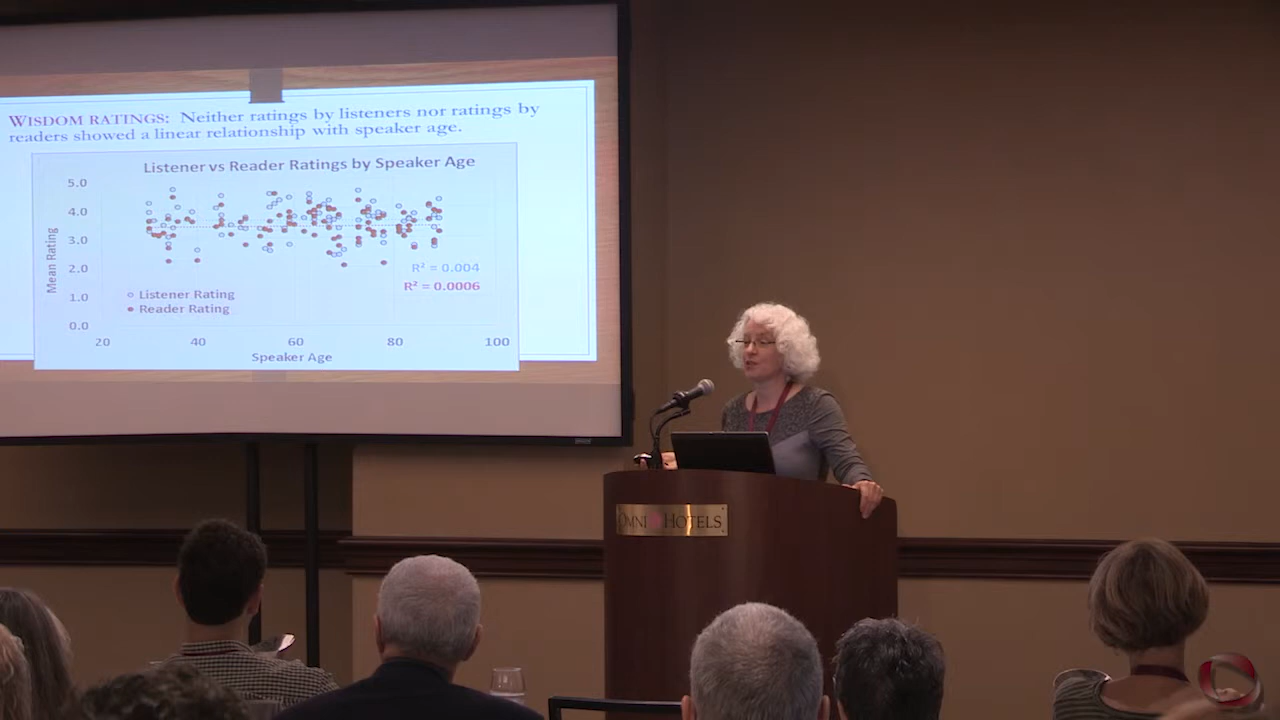 WISDOM RATINGS: Neither ratings by listeners nor ratings by
readers showed a linear relationship with speaker age.
Listener vs Reader Ratings by Speaker Age
5.0
4.0
3.0
2.0
1.0
0.0
Mean Rating
R² = 0.004
R² = 0.0006
Listener Rating
Reader Rating
20 40 60 80 100
Speaker Age
OMNI HOTELS